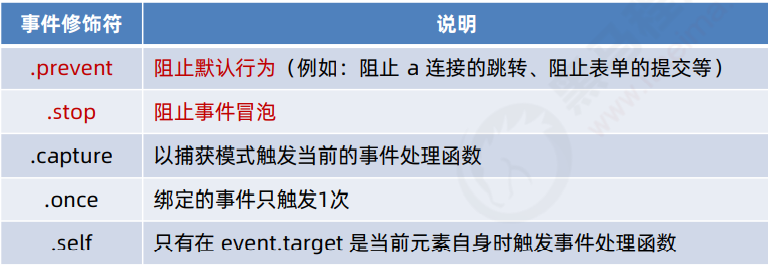 事件修饰符 说明
.prevent 阻止默认行为（例如：阻止 a 连接的跳转、阻止表单的提交等）
.stop 阻止事件冒泡
.capture 以捕获模式触发当前的事件处理函数
.once 绑定的事件只触发1次
.self 只有在 event.target 是当前元素自身时触发事件处理函数